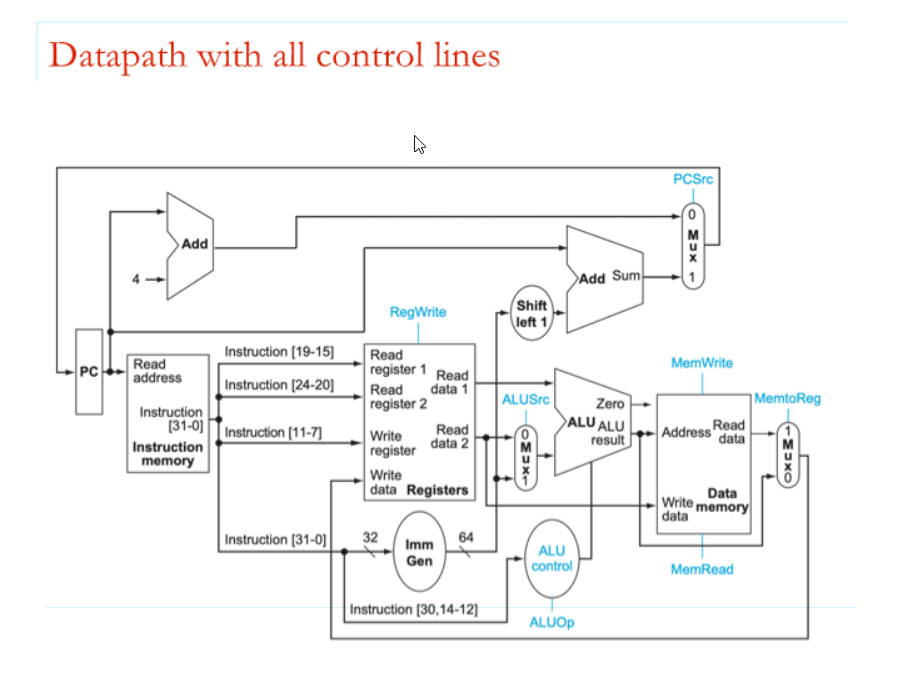 Datapath with all control lines
PCSrc
0
M
u
x
1
Add
4
Add Sum
Shift
left 1
RegWrite
PC
Read
address
Instruction
[31-0]
Instruction
memory
Instruction [19-15]
Instruction [24-20]
Instruction [11-7]
Instruction [31-0]
Read
register 1
Read
data 1
Read
register 2
Write
register
Read
data 2
Write
data
Registers
ALUSrc
0
M
u
x
1
Zero
ALU
ALU
result
MemWrite
Address
Read
data
Write
data
Data
memory
MemRead
MemtoReg
1
M
u
x
0
32
Imm
Gen
64
ALU
control
ALUOp
Instruction [30,14-12]